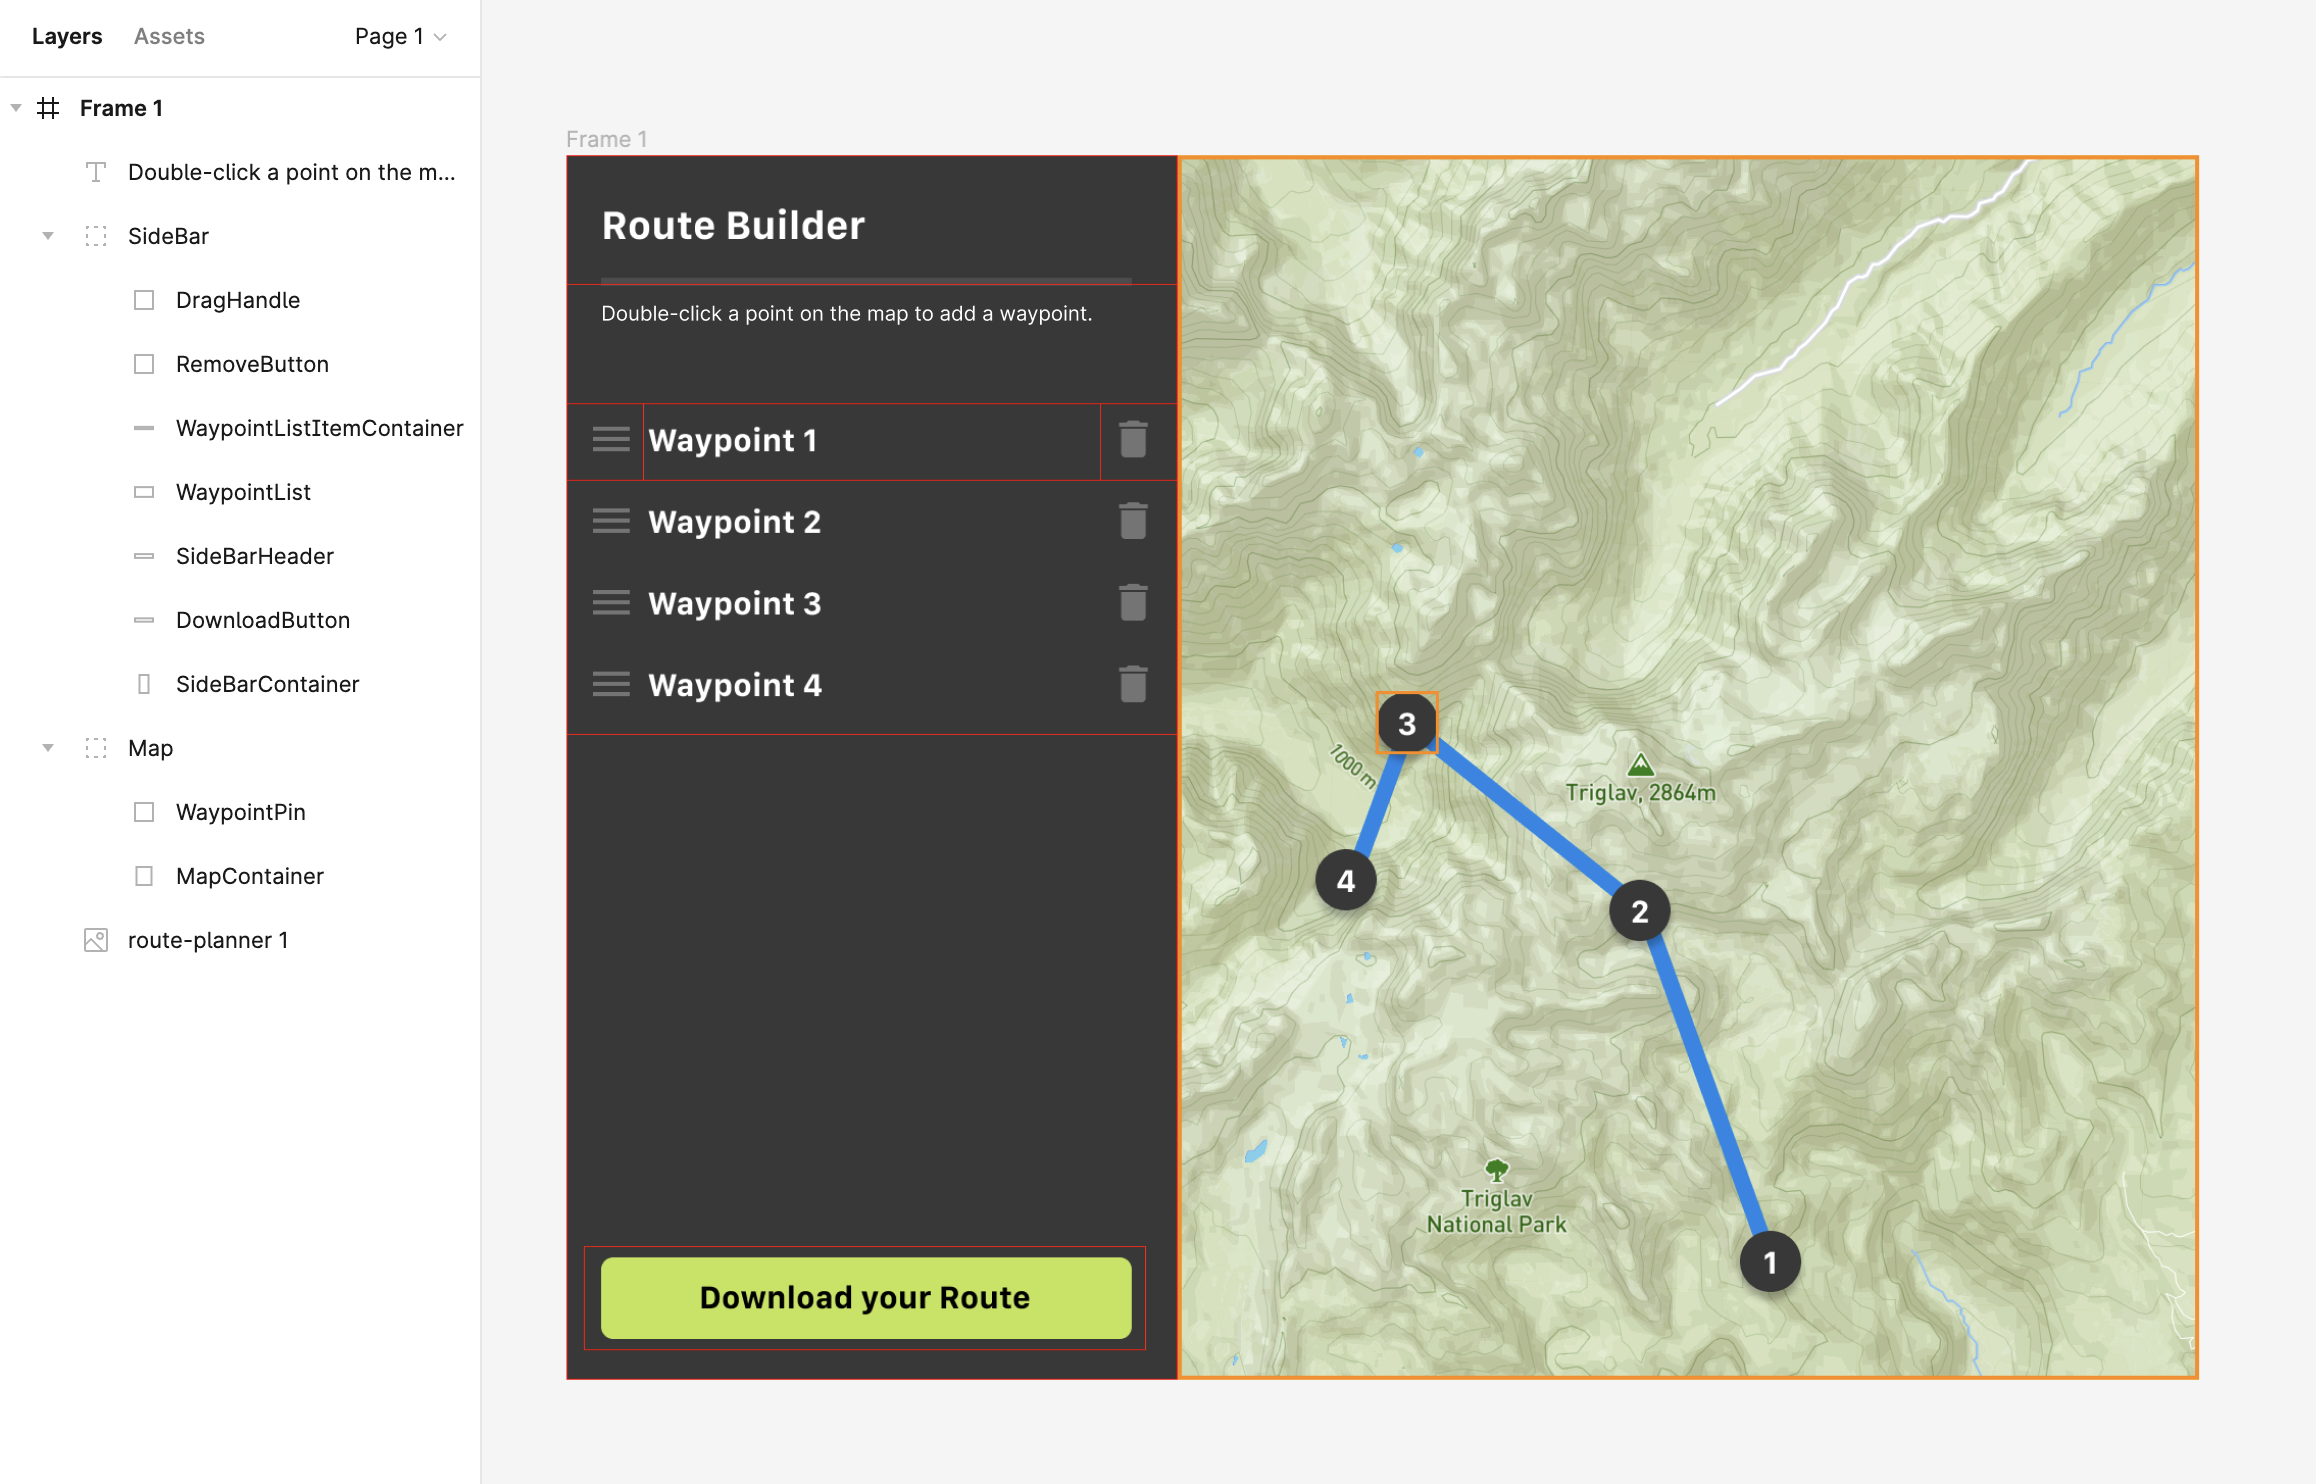 Layers
Assets
Page 1
Frame 1
Double-click a point on the m...
SideBar
DragHandle
RemoveButton
WaypointListItemContainer
WaypointList
SideBarHeader
DownloadButton
SideBarContainer
Map
WaypointPin
MapContainer
route-planner 1
Frame 1
Route Builder
Double-click a point on the map to add a waypoint.
Waypoint 1
Waypoint 2
Waypoint 3
Waypoint 4
Download your Route
3
1000 m
Triglav, 2864m
4
2
Triglav
National Park
1